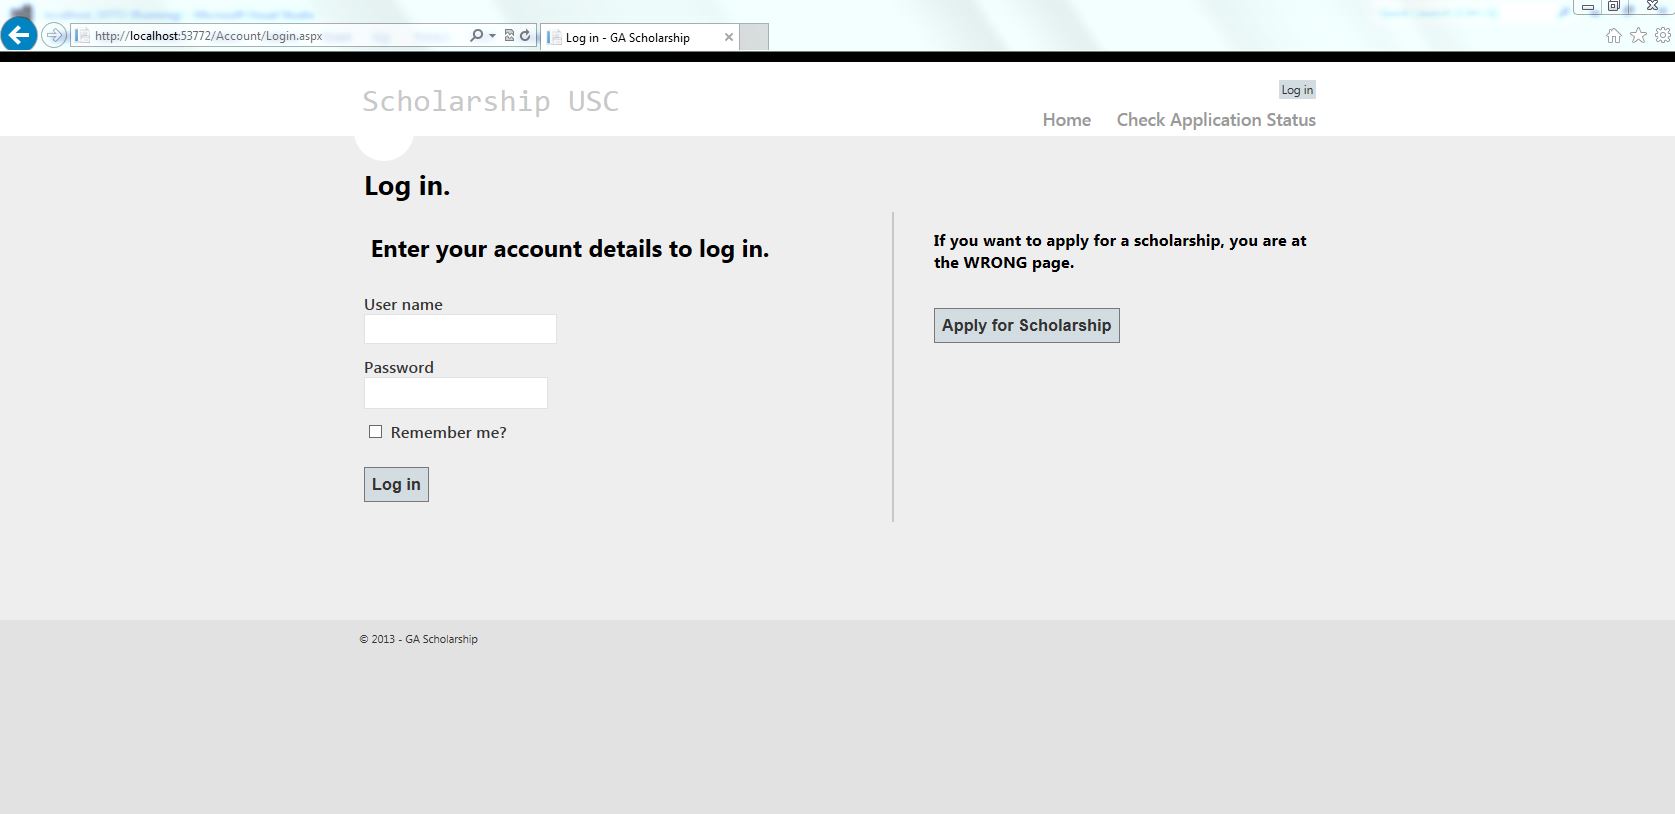 http://localhost:53772/Account/Login.aspx
Log in - GA Scholarship
Scholarship USC
Log in
Home
Check Application Status
Log in.
Enter your account details to log in.
User name
Password
Remember me?
Log in
If you want to apply for a scholarship, you are at
the WRONG page.
Apply for Scholarship
© 2013 - GA Scholarship